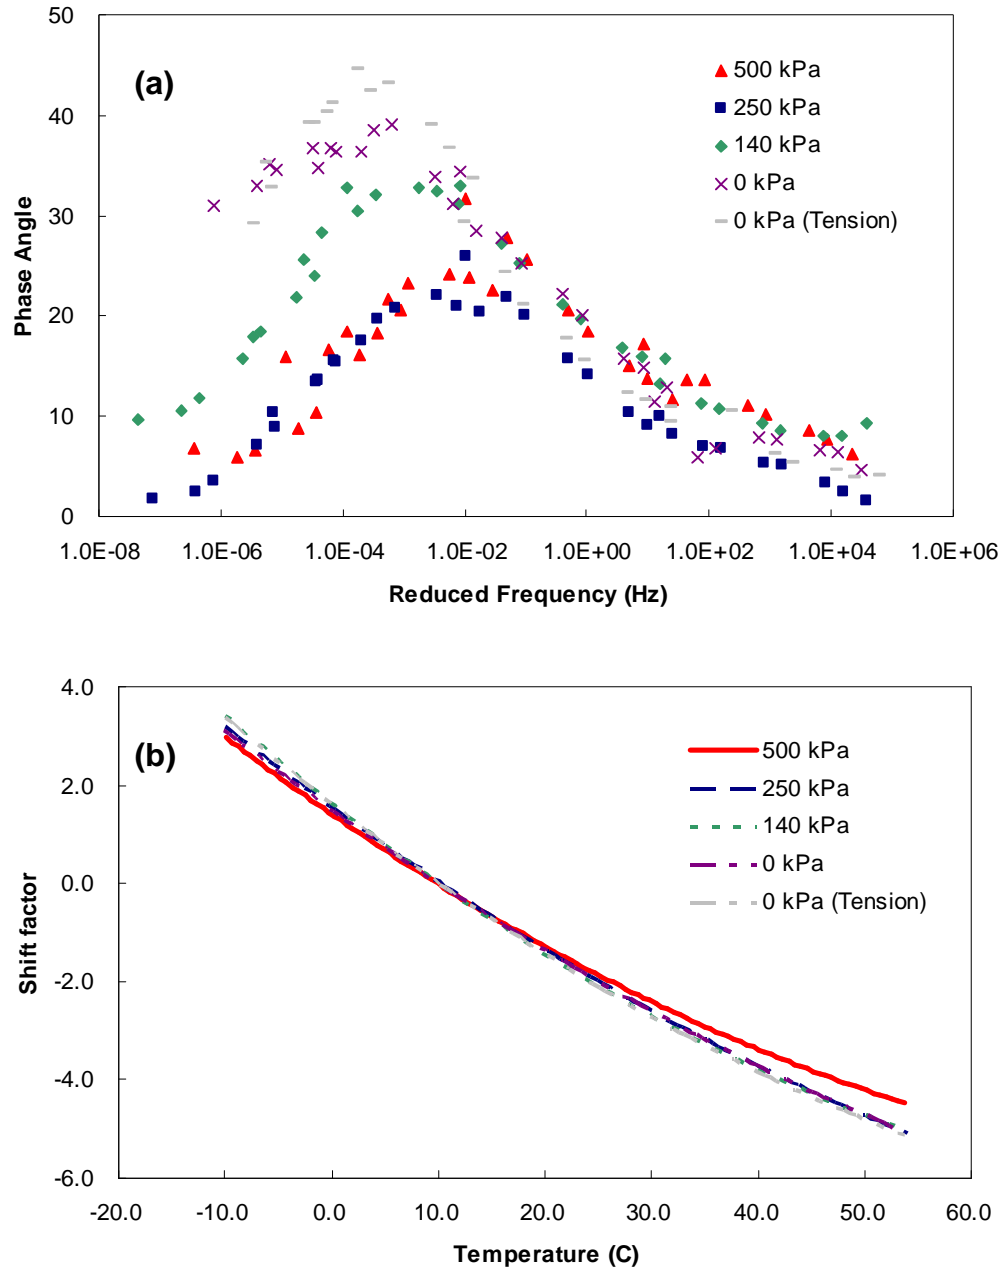 50
40
30
20
10
0
(a)
500 kPa
250 kPa
140 kPa
0 kPa
0 kPa (Tension)
Phase Angle
1.0E-08 1.0E-06 1.0E-04 1.0E-02 1.0E+00 1.0E+02 1.0E+04 1.0E+06
Reduced Frequency (Hz)
4.0
2.0
0.0
-2.0
-4.0
-6.0
(b)
500 kPa
250 kPa
140 kPa
0 kPa
0 kPa (Tension)
Shift factor
-20.0 -10.0 0.0 10.0 20.0 30.0 40.0 50.0 60.0
Temperature (C)